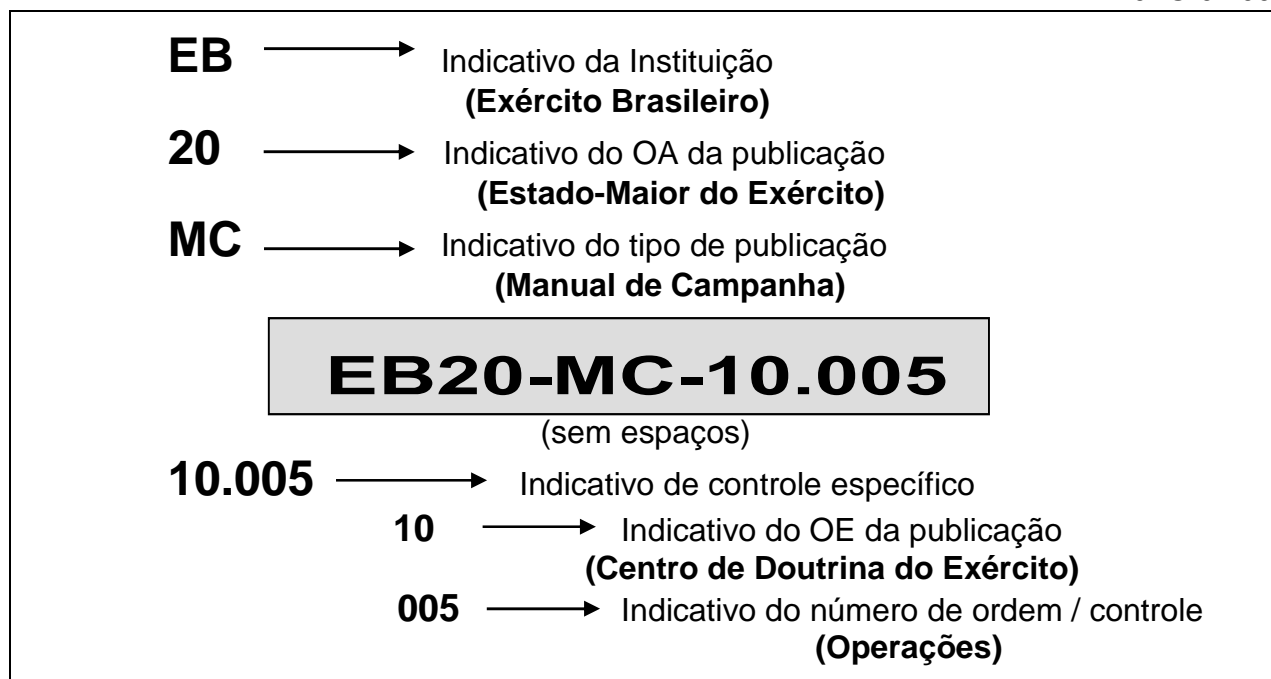 EB Indicativo da Instituição
(Exército Brasileiro)
20 Indicativo do OA da publicação
(Estado-Maior do Exército)
MC Indicativo do tipo de publicação
(Manual de Campanha)
EB20-MC-10.005
(sem espaços)
10.005 Indicativo de controle específico
10 Indicativo do OE da publicação
(Centro de Doutrina do Exército)
005 Indicativo do número de ordem / controle
(Operações)